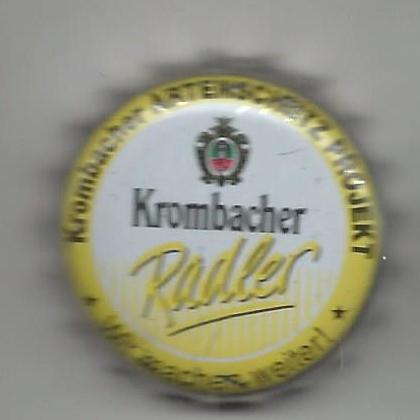 Krombacher ARTENSCHUTZ-PROJEKT
Krombacher
Radler
★ Wir machen weiter! ★